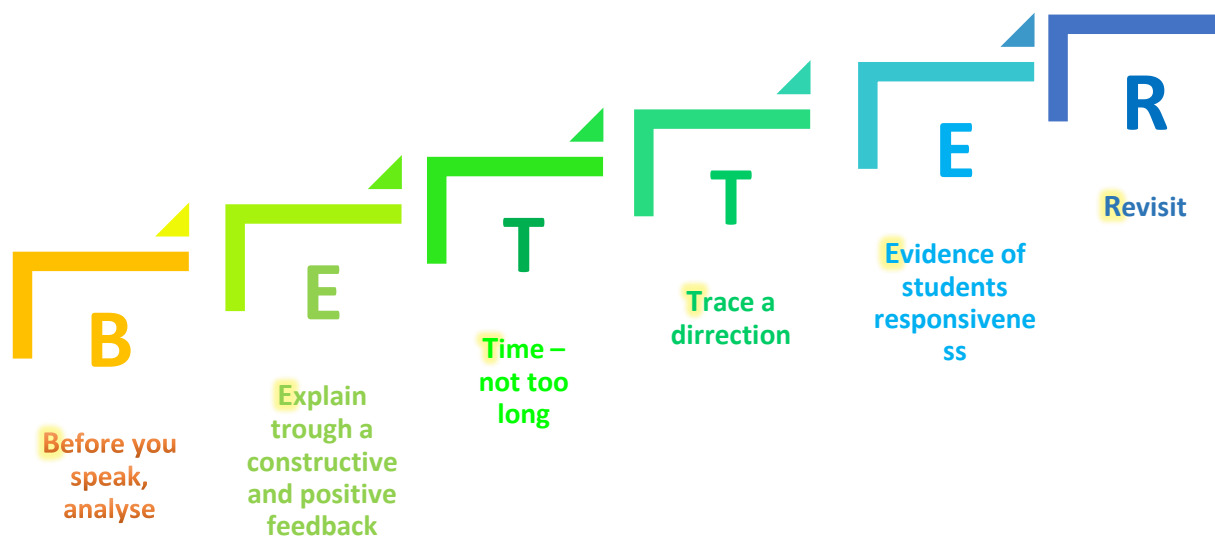 B
Before you
speak,
analyse
E
Explain
trough a
constructive
and positive
feedback
T
Time –
not too
long
T
Trace a
dirrection
E
Evidence of
students
responsivene
ss
R
Revisit